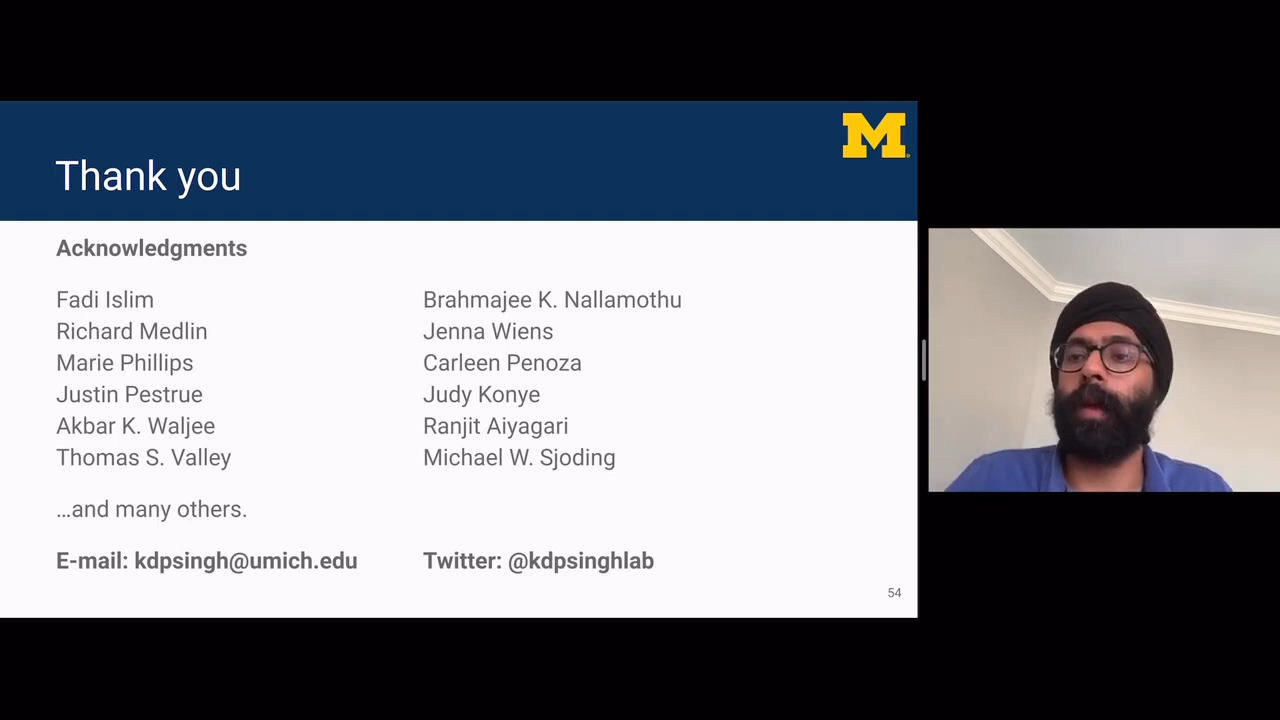 M
Thank you
Acknowledgments
Fadi Islim
Richard Medlin
Marie Phillips
Justin Pestrue
Akbar K. Waljee
Thomas S. Valley
Brahmajee K. Nallamothu
Jenna Wiens
Carleen Penoza
Judy Konye
Ranjit Aiyagari
Michael W. Sjoding
…and many others.
E-mail: kdpsingh@umich.edu
Twitter: @kdpsinghlab
54